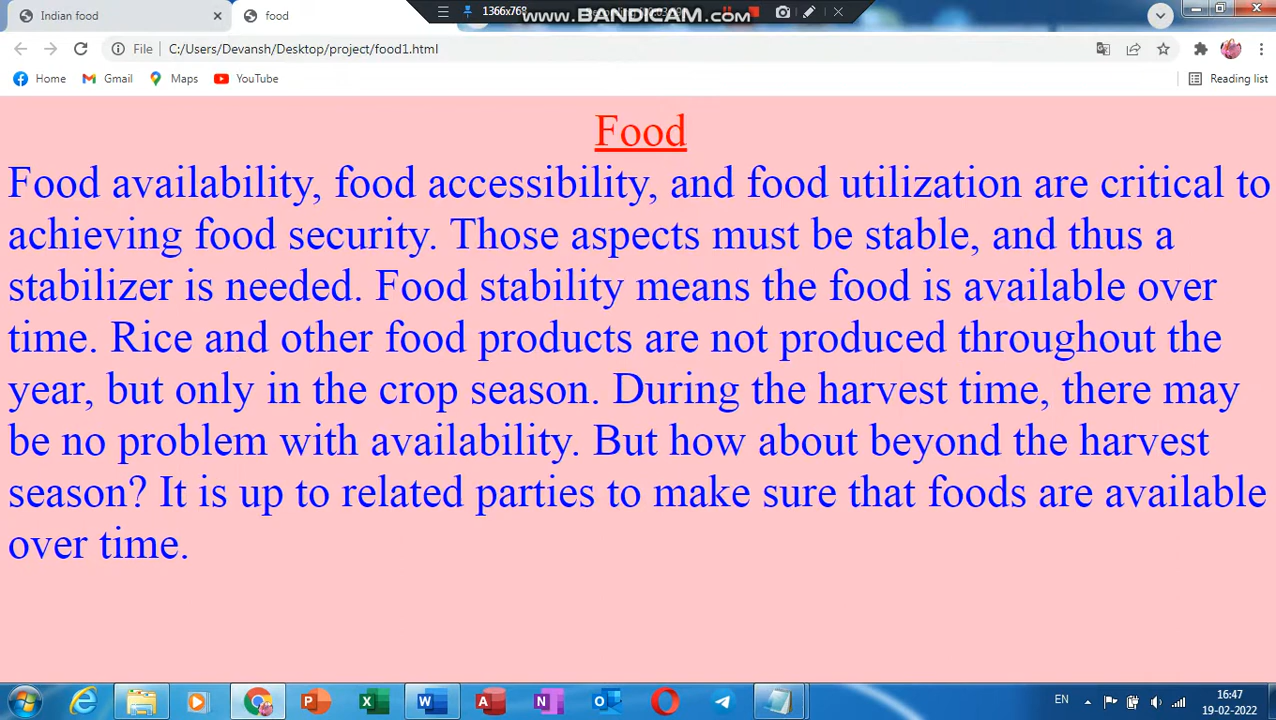 Indian food
food
1366x768
www.BANDICAM.com
File C:/Users/Devansh/Desktop/project/food1.html
Home Gmail Maps YouTube Reading list
Food
Food availability, food accessibility, and food utilization are critical to
achieving food security. Those aspects must be stable, and thus a
stabilizer is needed. Food stability means the food is available over
time. Rice and other food products are not produced throughout the
year, but only in the crop season. During the harvest time, there may
be no problem with availability. But how about beyond the harvest
season? It is up to related parties to make sure that foods are available
over time.
EN
16:47
19-02-2022